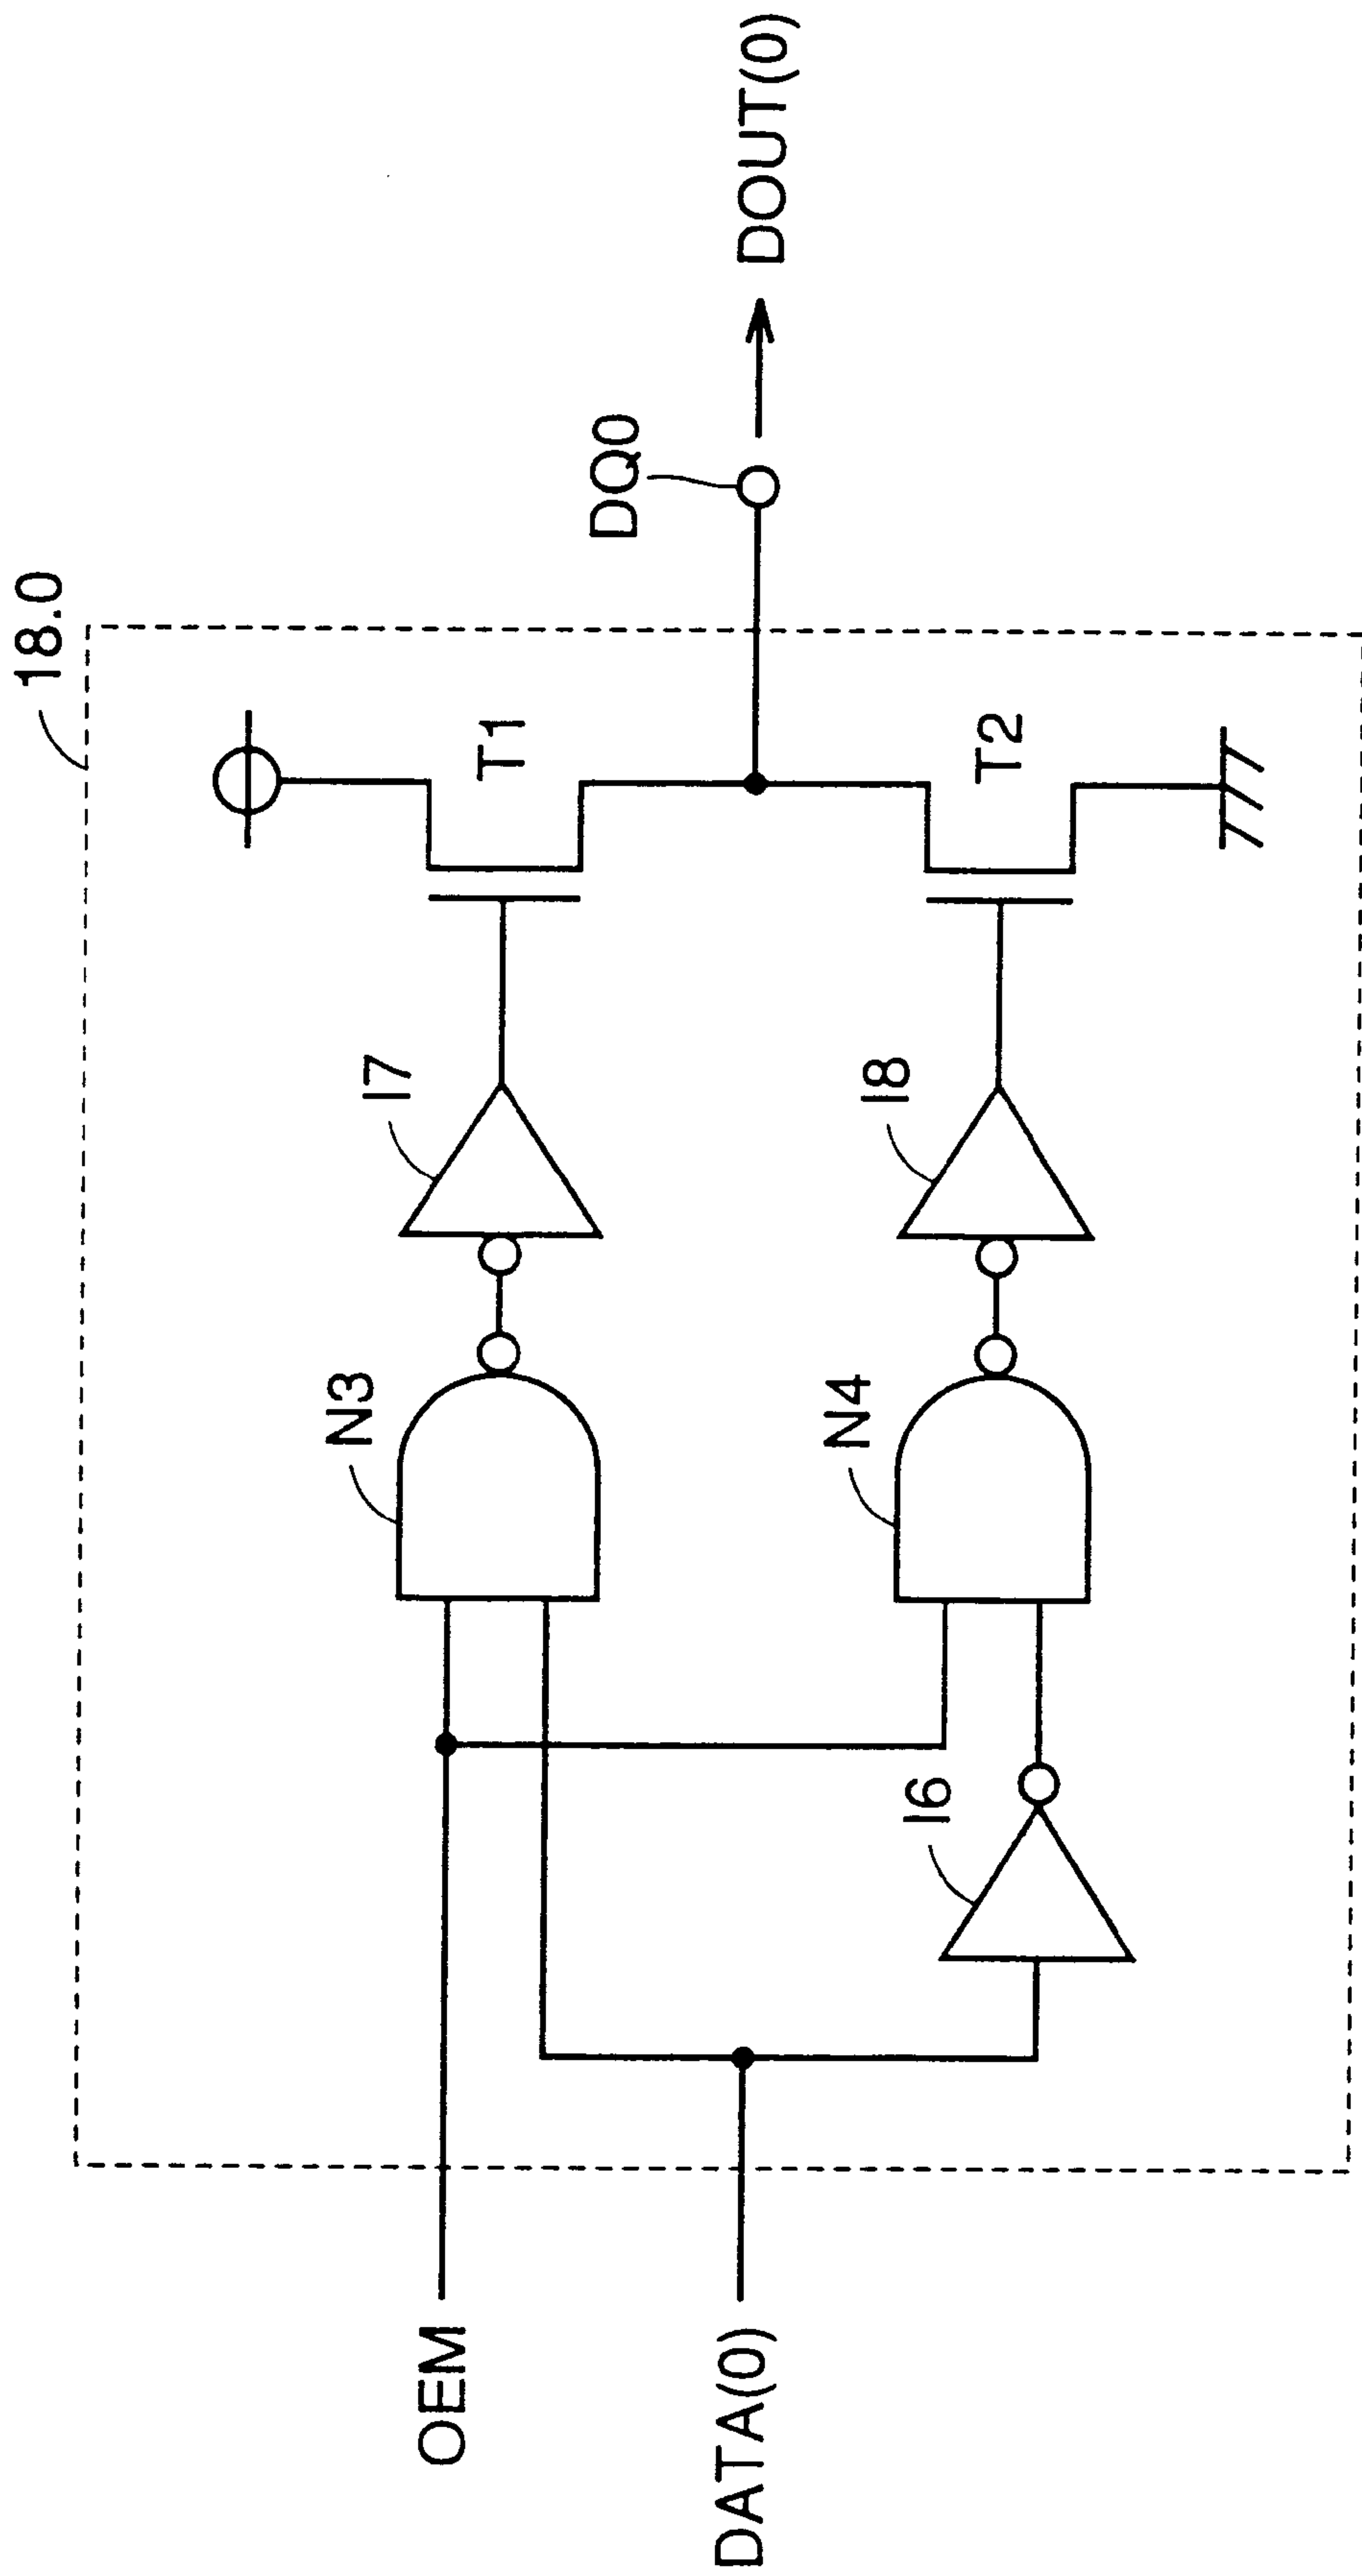 18.0
OEM
DATA(0)
N3
I7
T1
DQ0
DOUT(0)
I6
N4
I8
T2